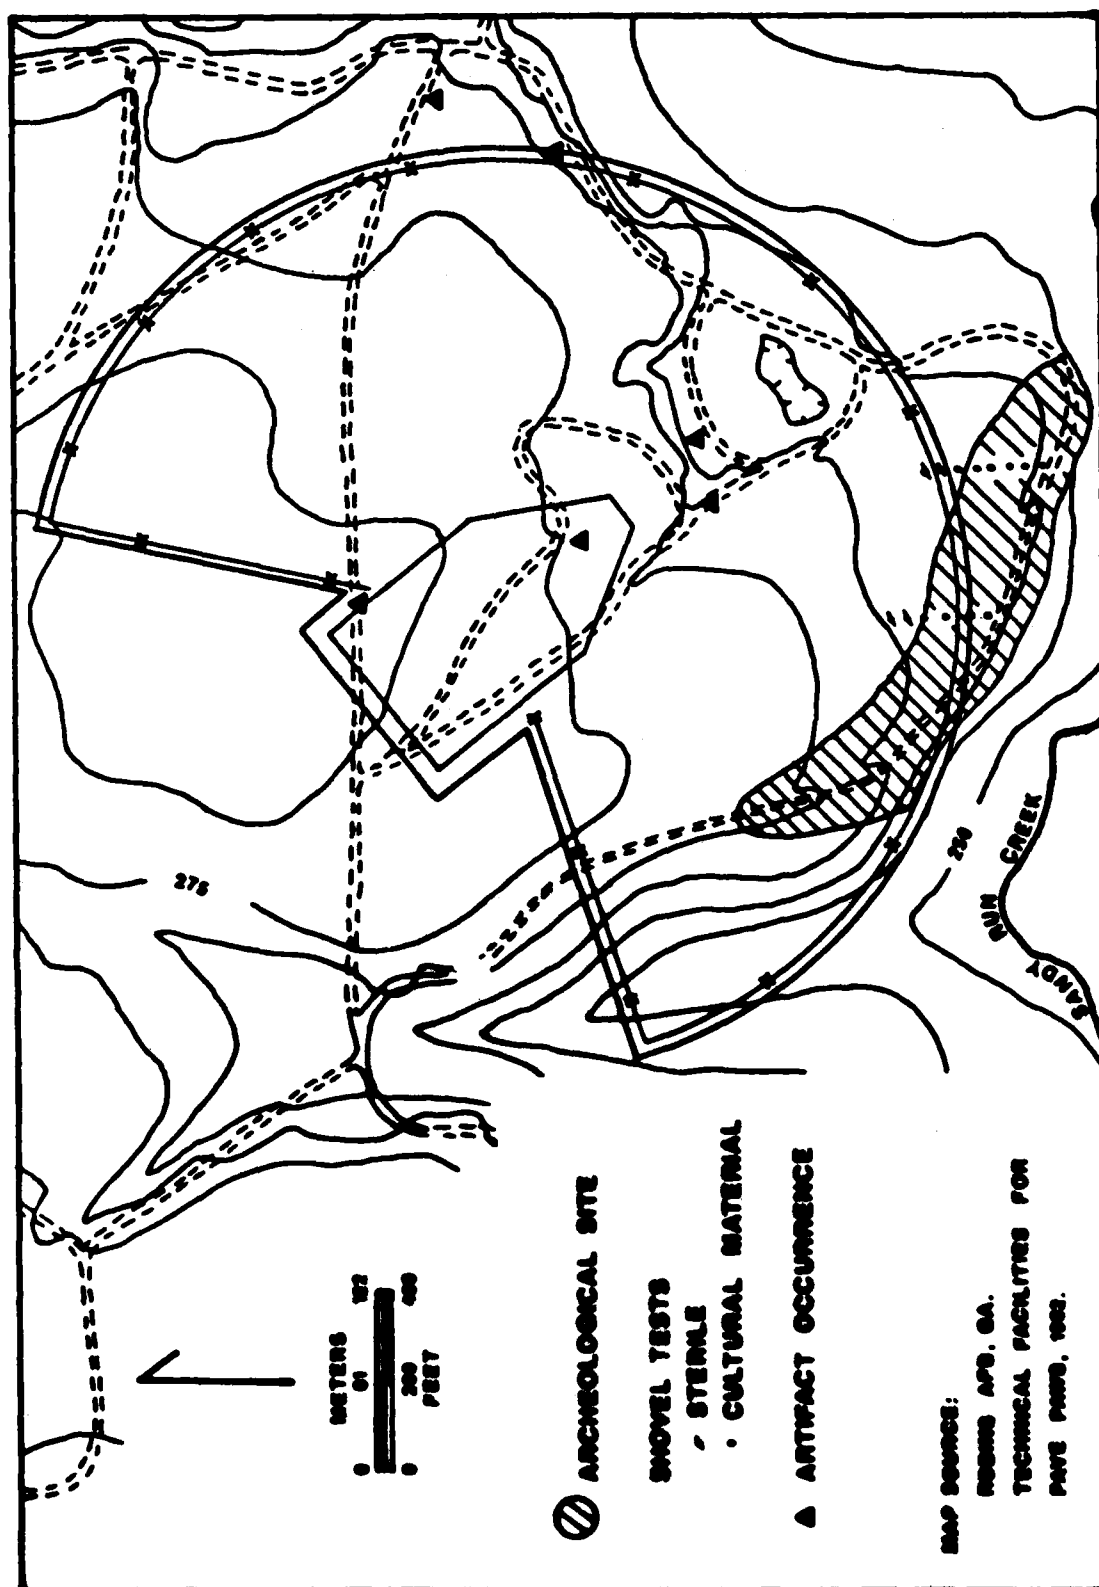 275
250
SANDY RUN CREEK
METERS
0 61 122
0 200 400
FEET
ARCHEOLOGICAL SITE
SHOVEL TESTS
STERILE
CULTURAL MATERIAL
ARTIFACT OCCURRENCE
MAP SOURCE:
ROBINS AFB, GA.
TECHNICAL FACILITIES FOR
PAVE PAWS,